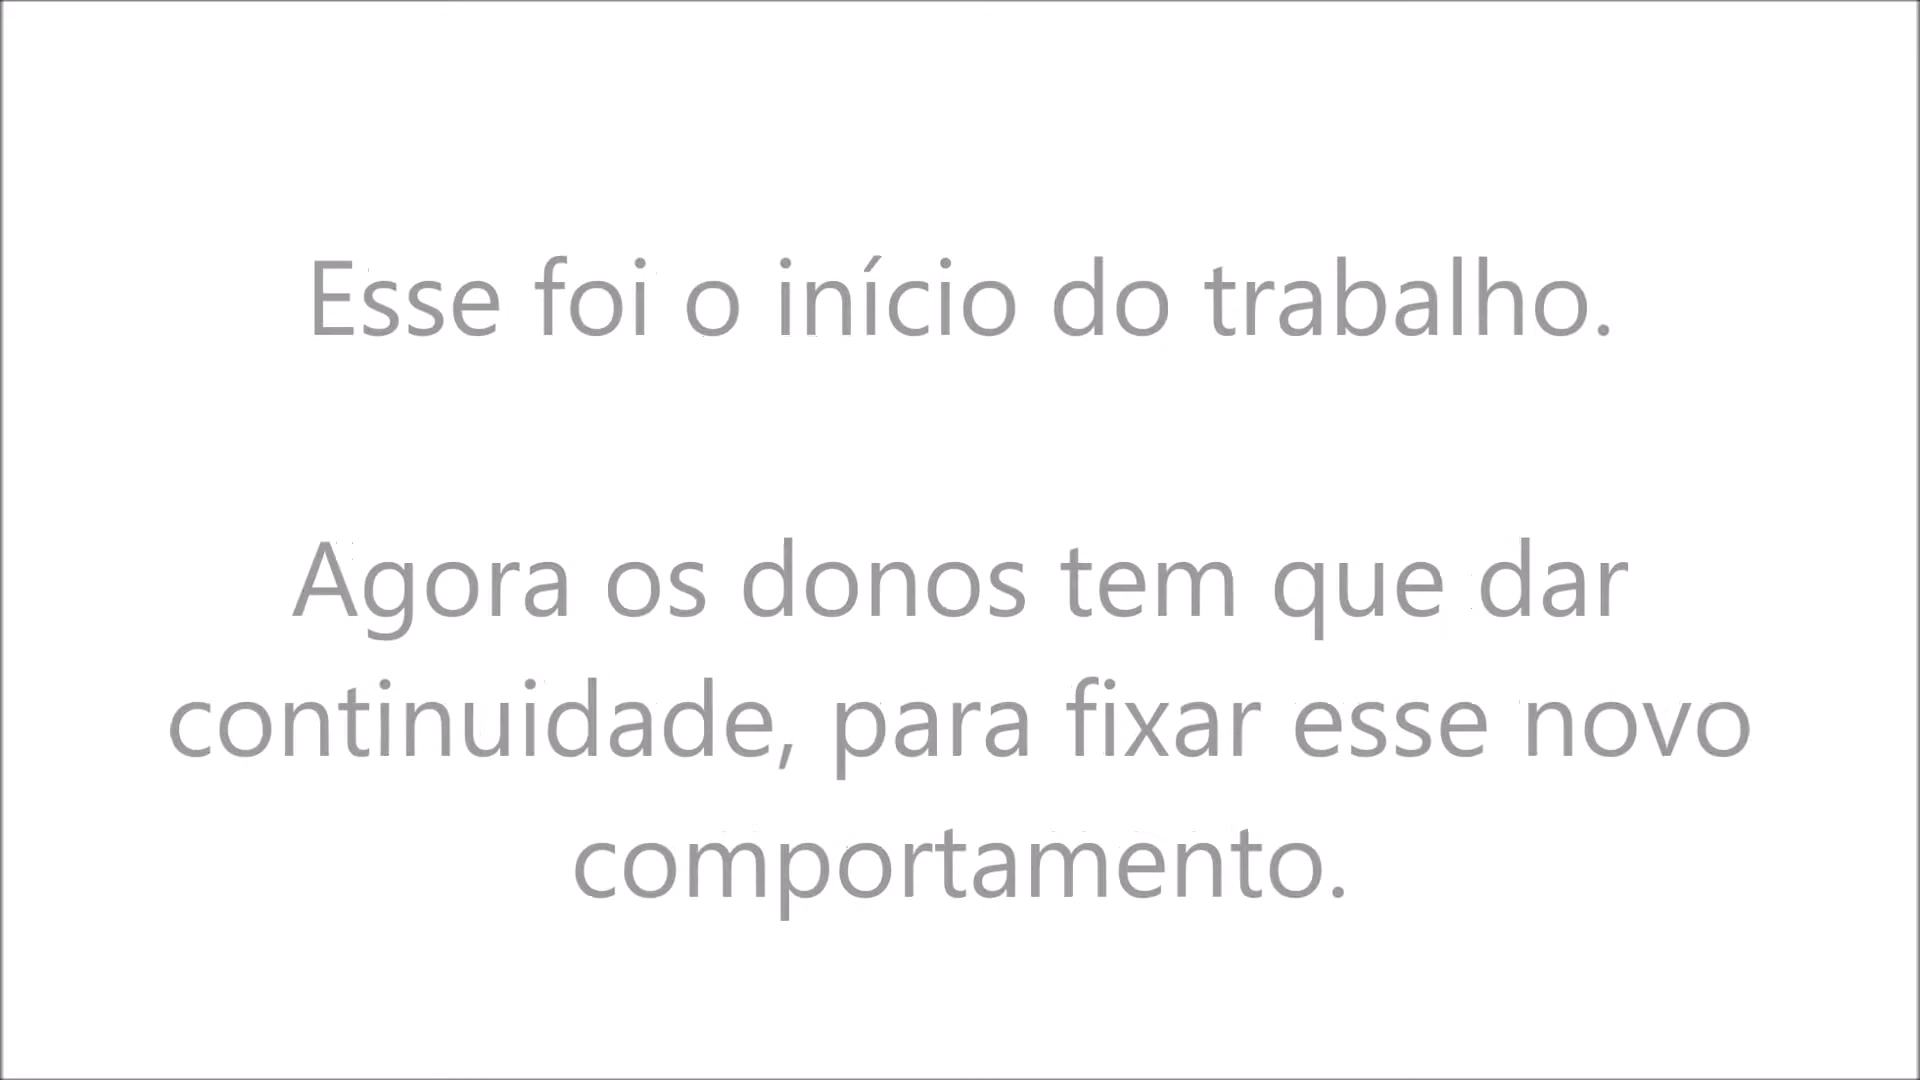 Esse foi o início do trabalho.
Agora os donos tem que dar
continuidade, para fixar esse novo
comportamento.